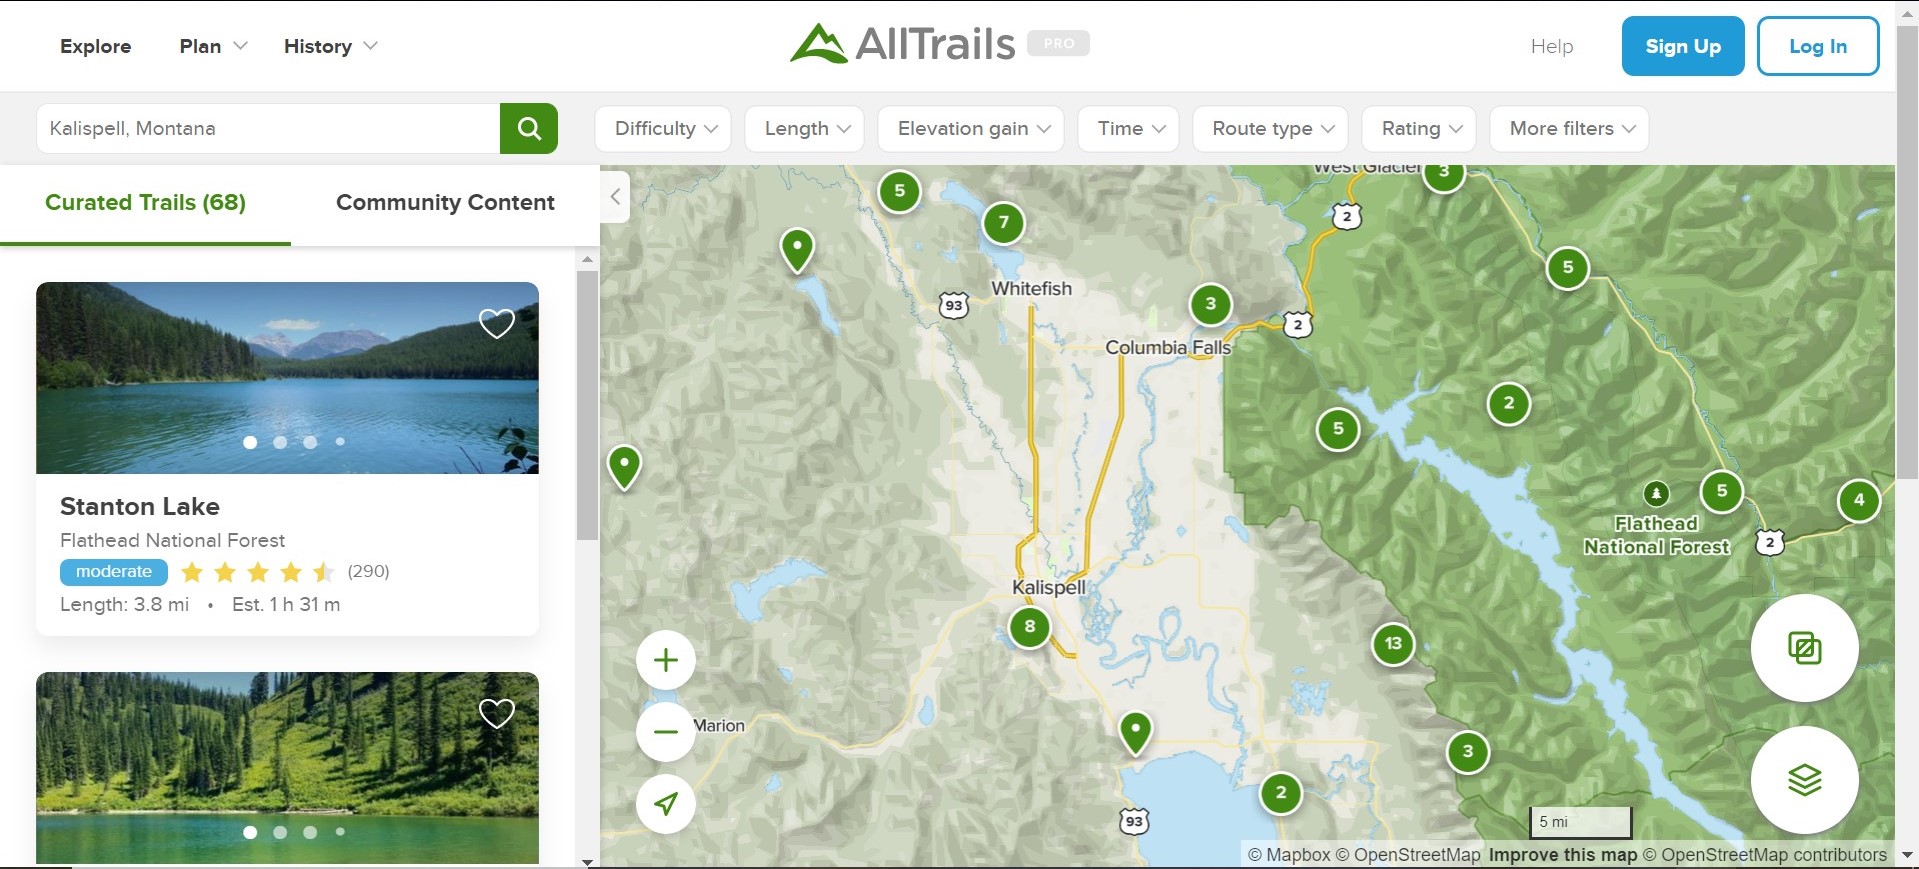 Explore
Plan
History
AllTrails PRO
Help
Sign Up
Log In
Kalispell, Montana
Difficulty
Length
Elevation gain
Time
Route type
Rating
More filters
Curated Trails (68)
Community Content
Stanton Lake
Flathead National Forest
moderate (290)
Length: 3.8 mi • Est. 1 h 31 m
West Glacier
3
5
2
7
5
Whitefish
93
3
2
Columbia Falls
2
5
5
4
Flathead
National Forest
2
Kalispell
8
13
Marion
3
2
93
5 mi
© Mapbox © OpenStreetMap Improve this map © OpenStreetMap contributors